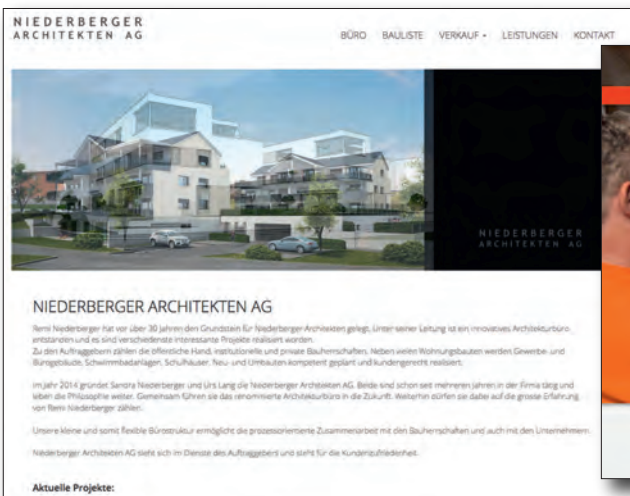 NIEDERBERGER
ARCHITEKTEN AG
BÜRO BAULISTE VERKAUF LEISTUNGEN KONTAKT
NIEDERBERGER
ARCHITEKTEN AG
NIEDERBERGER ARCHITEKTEN AG
Remi Niederberger hat vor über 30 Jahren den Grundstein für Niederberger Architekten gelegt. Unter seiner Leitung ist ein innovatives Architekturbüro
entstanden und es sind verschiedenste interessante Projekte realisiert worden.
Zu den Auftraggebern zählen die öffentliche Hand, institutionelle und private Bauherrschaften. Neben vielen Wohnungsbauten werden Gewerbe- und
Bürogebäude, Schwimmbadanlagen, Schulhäuser, Neu- und Umbauten kompetent geplant und kundengerecht realisiert.
Im Jahr 2014 gründet Sandra Niederberger und Urs Lang die Niederberger Architekten AG. Beide sind schon seit mehreren Jahren in der Firma tätig und
leben die Philosophie weiter. Gemeinsam führen sie das renommierte Architekturbüro in die Zukunft. Weiterhin dürfen sie dabei auf die grosse Erfahrung
von Remi Niederberger zählen.
Unsere kleine und somit flexible Bürostruktur ermöglicht die prozessorientierte Zusammenarbeit mit den Bauherrschaften und auch mit den Unternehmern.
Niederberger Architekten AG sieht sich im Dienste des Auftraggebers und steht für die Kundenzufriedenheit.
Aktuelle Projekte: